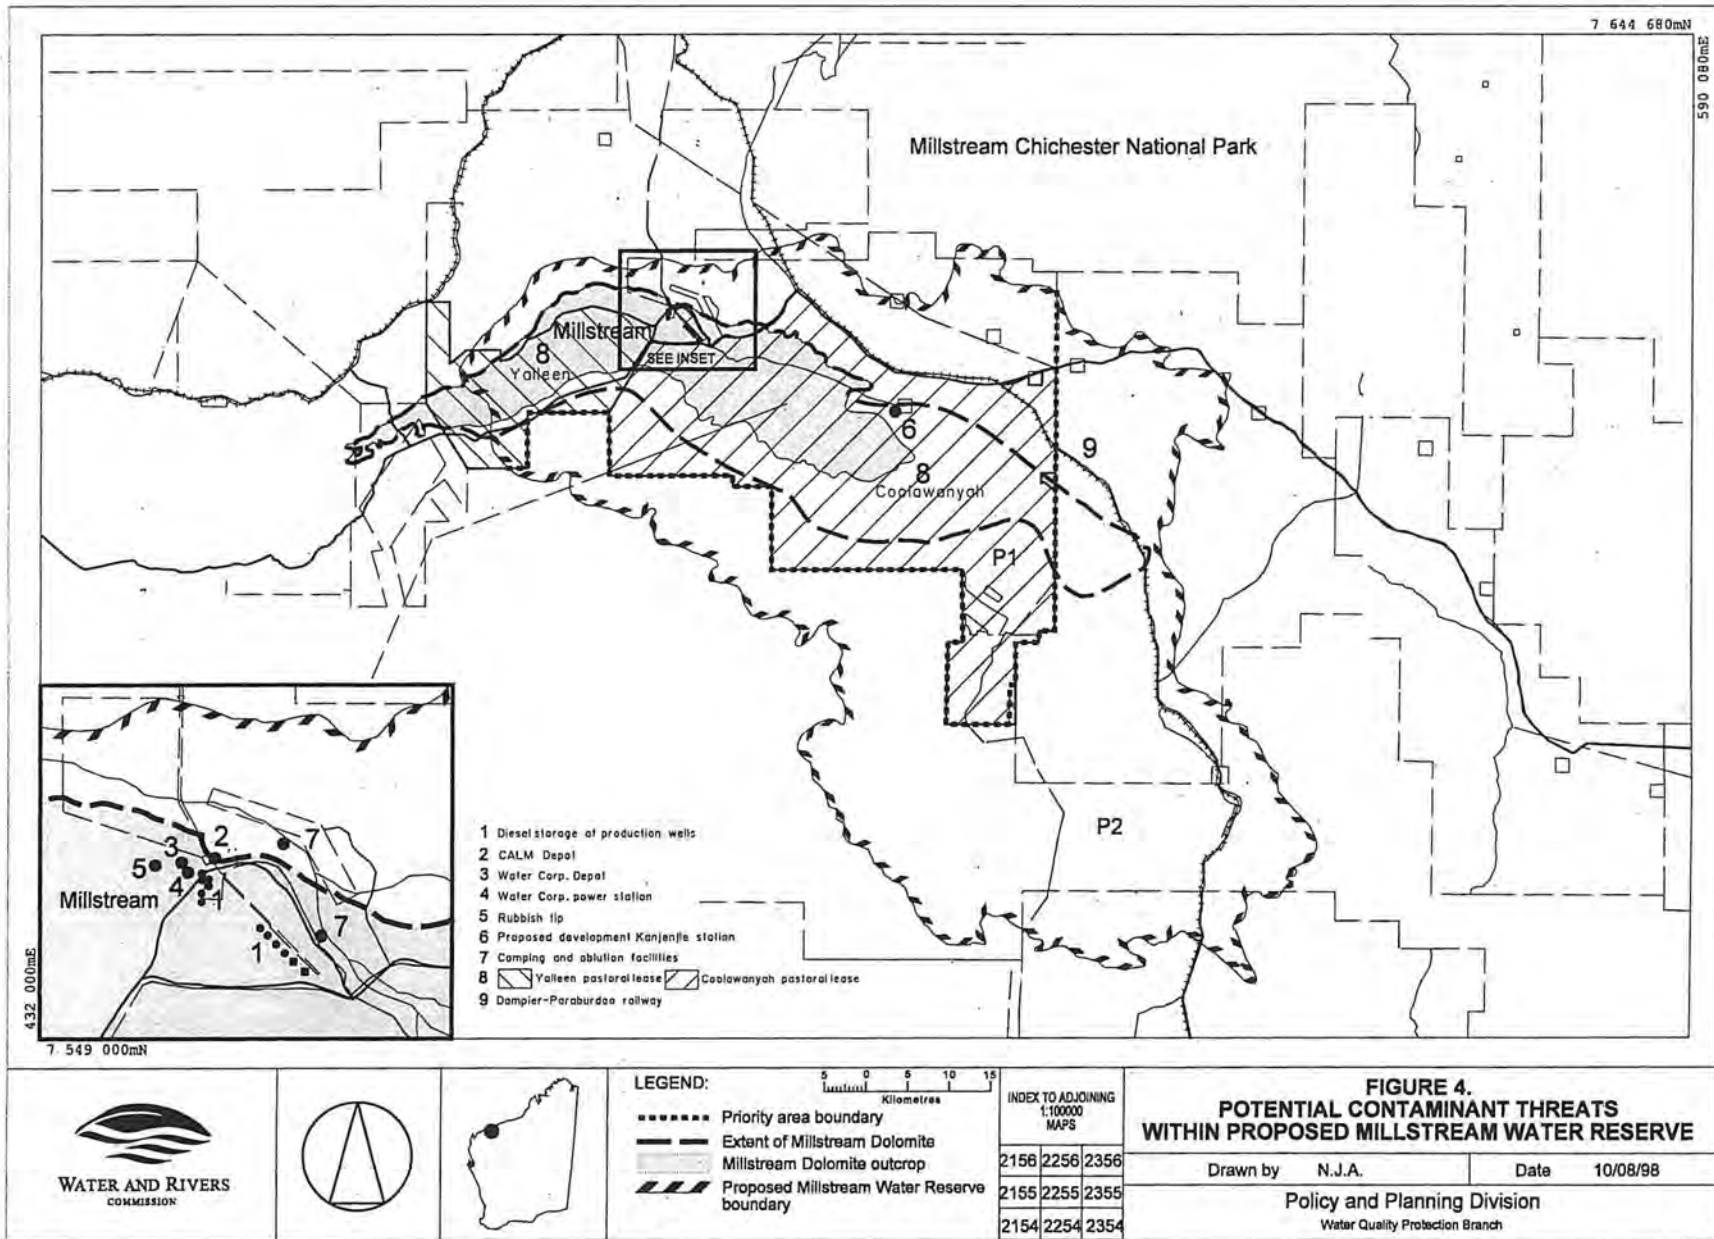 7 644 680mN
590 080mE
Millstream Chichester National Park
Millstream
8
Yalleen
SEE INSET
6
9
8
Coolawanyah
P1
P2
2
7
3
5
4
Millstream
1
7
1
432 000mE
7 549 000mN
1 Diesel storage at production wells
2 CALM Depot
3 Water Corp. Depot
4 Water Corp. power station
5 Rubbish tip
6 Proposed development Kanjenjie station
7 Camping and ablution facilities
8 Yalleen pastoral lease Coolawanyah pastoral lease
9 Dampier-Paraburdoo railway
WATER AND RIVERS
COMMISSION
LEGEND:
5 0 5 10 15
Kilometres
Priority area boundary
Extent of Millstream Dolomite
Millstream Dolomite outcrop
Proposed Millstream Water Reserve
boundary
INDEX TO ADJOINING
1:100000
MAPS
2156 2256 2356
2155 2255 2355
2154 2254 2354
FIGURE 4.
POTENTIAL CONTAMINANT THREATS
WITHIN PROPOSED MILLSTREAM WATER RESERVE
Drawn by N.J.A. Date 10/08/98
Policy and Planning Division
Water Quality Protection Branch